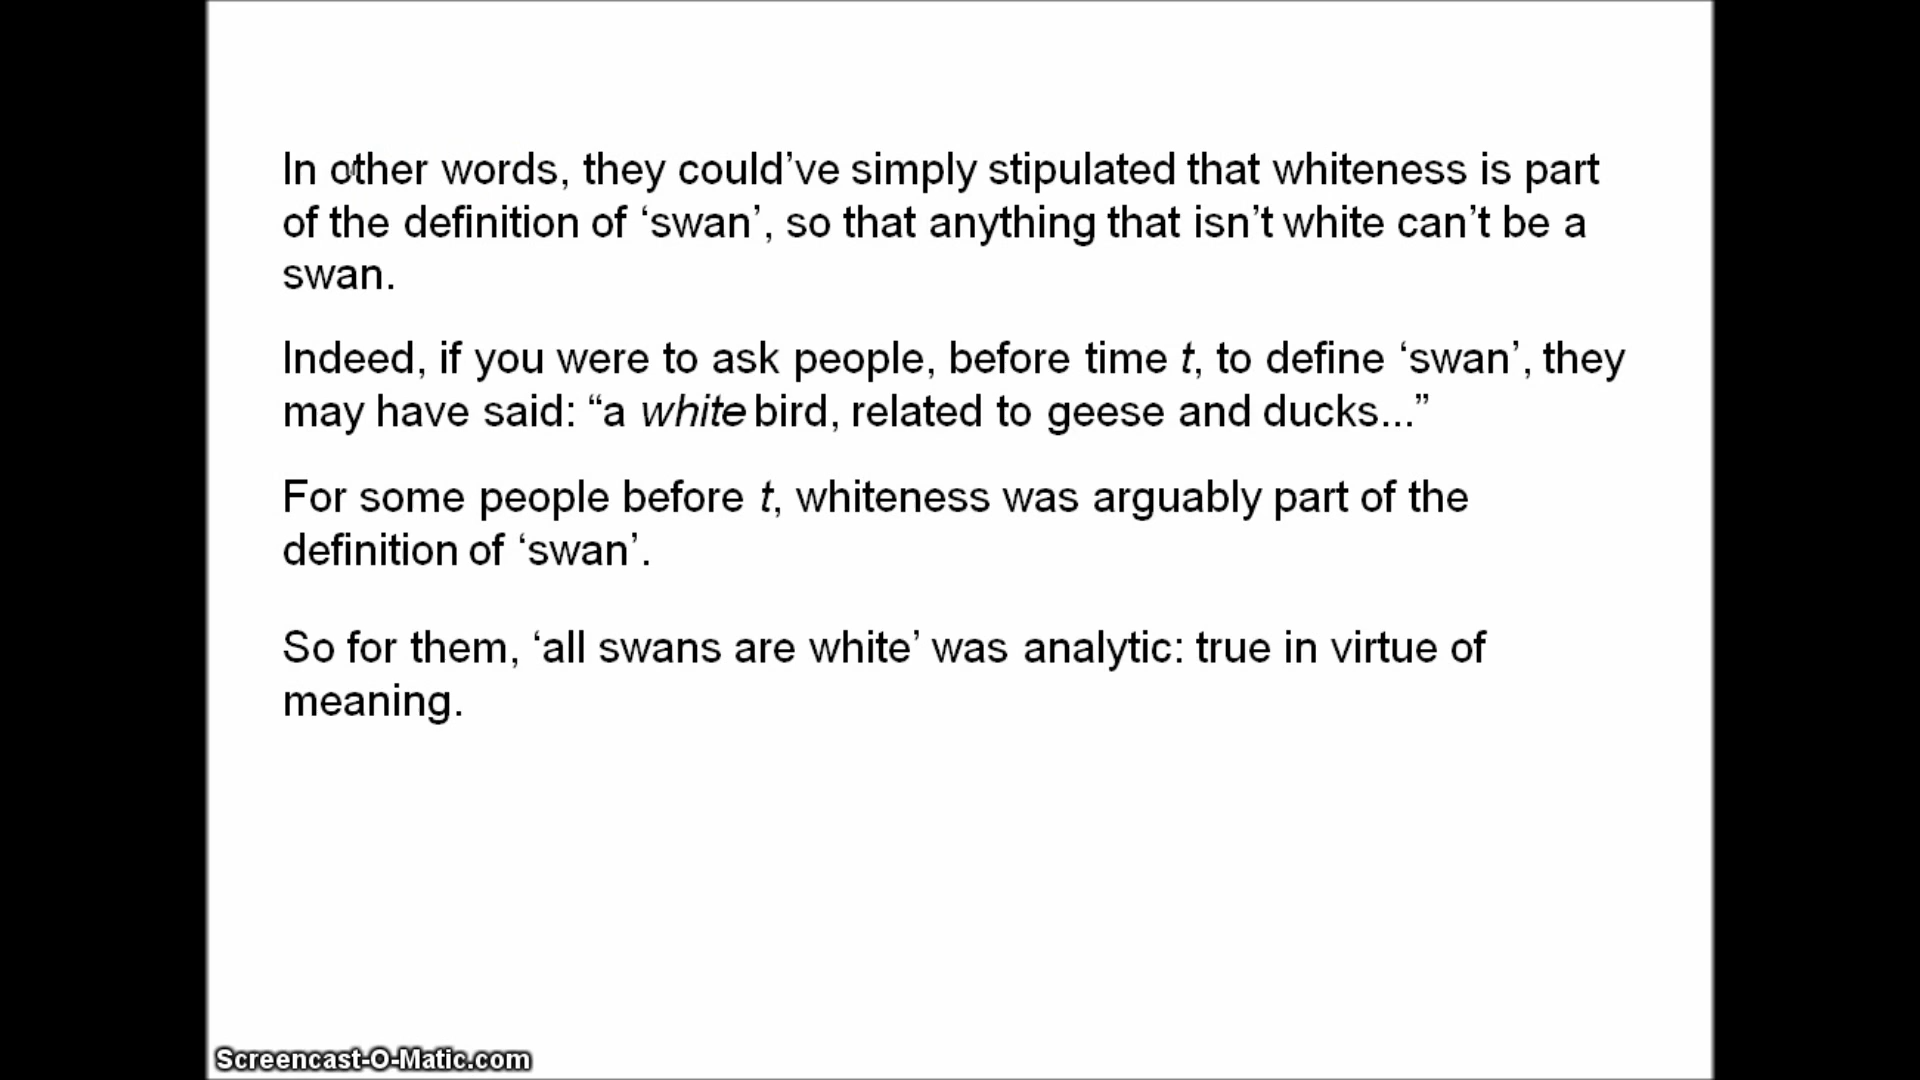 In other words, they could’ve simply stipulated that whiteness is part
of the definition of ‘swan’, so that anything that isn’t white can’t be a
swan.
Indeed, if you were to ask people, before time t, to define ‘swan’, they
may have said: “a white bird, related to geese and ducks...”
For some people before t, whiteness was arguably part of the
definition of ‘swan’.
So for them, ‘all swans are white’ was analytic: true in virtue of
meaning.
Screencast-O-Matic.com